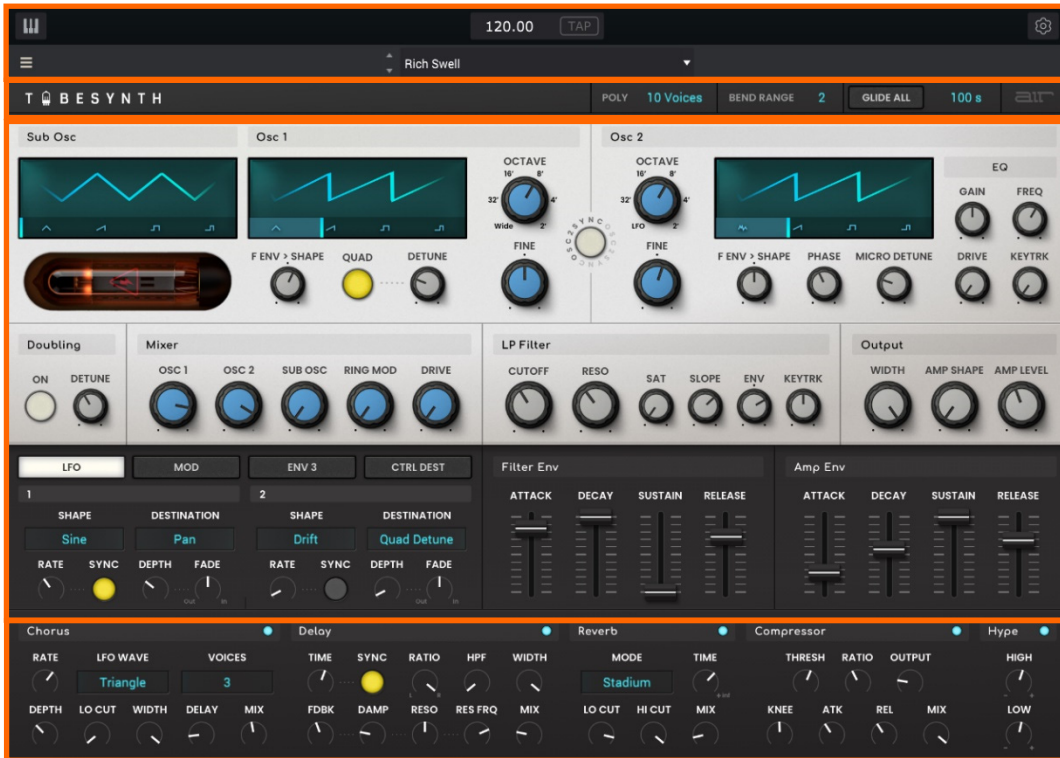 120.00 TAP
Rich Swell
TUBESYNTH POLY 10 Voices BEND RANGE 2 GLIDE ALL 100 s air
Sub Osc Osc 1 Osc 2
OCTAVE OCTAVE EQ
16' 8' 16' 8' GAIN FREQ
32' 4' 32' 4'
Wide 2' LFO 2'
OSC2SYNC OSC2SYNC
F ENV > SHAPE QUAD DETUNE FINE FINE F ENV > SHAPE PHASE MICRO DETUNE DRIVE KEYTRK
Doubling Mixer LP Filter Output
ON DETUNE OSC 1 OSC 2 SUB OSC RING MOD DRIVE CUTOFF RESO SAT SLOPE ENV KEYTRK WIDTH AMP SHAPE AMP LEVEL
LFO MOD ENV 3 CTRL DEST Filter Env Amp Env
1 2 ATTACK DECAY SUSTAIN RELEASE ATTACK DECAY SUSTAIN RELEASE
SHAPE DESTINATION SHAPE DESTINATION
Sine Pan Drift Quad Detune
RATE SYNC DEPTH FADE RATE SYNC DEPTH FADE
Out In Out In
Chorus Delay Reverb Compressor Hype
RATE LFO WAVE VOICES TIME SYNC RATIO HPF WIDTH MODE TIME THRESH RATIO OUTPUT HIGH
Triangle 3 L R Stadium + inf - +
DEPTH LO CUT WIDTH DELAY MIX FDBK DAMP RESO RES FRQ MIX LO CUT HI CUT MIX KNEE ATK REL MIX LOW
- +